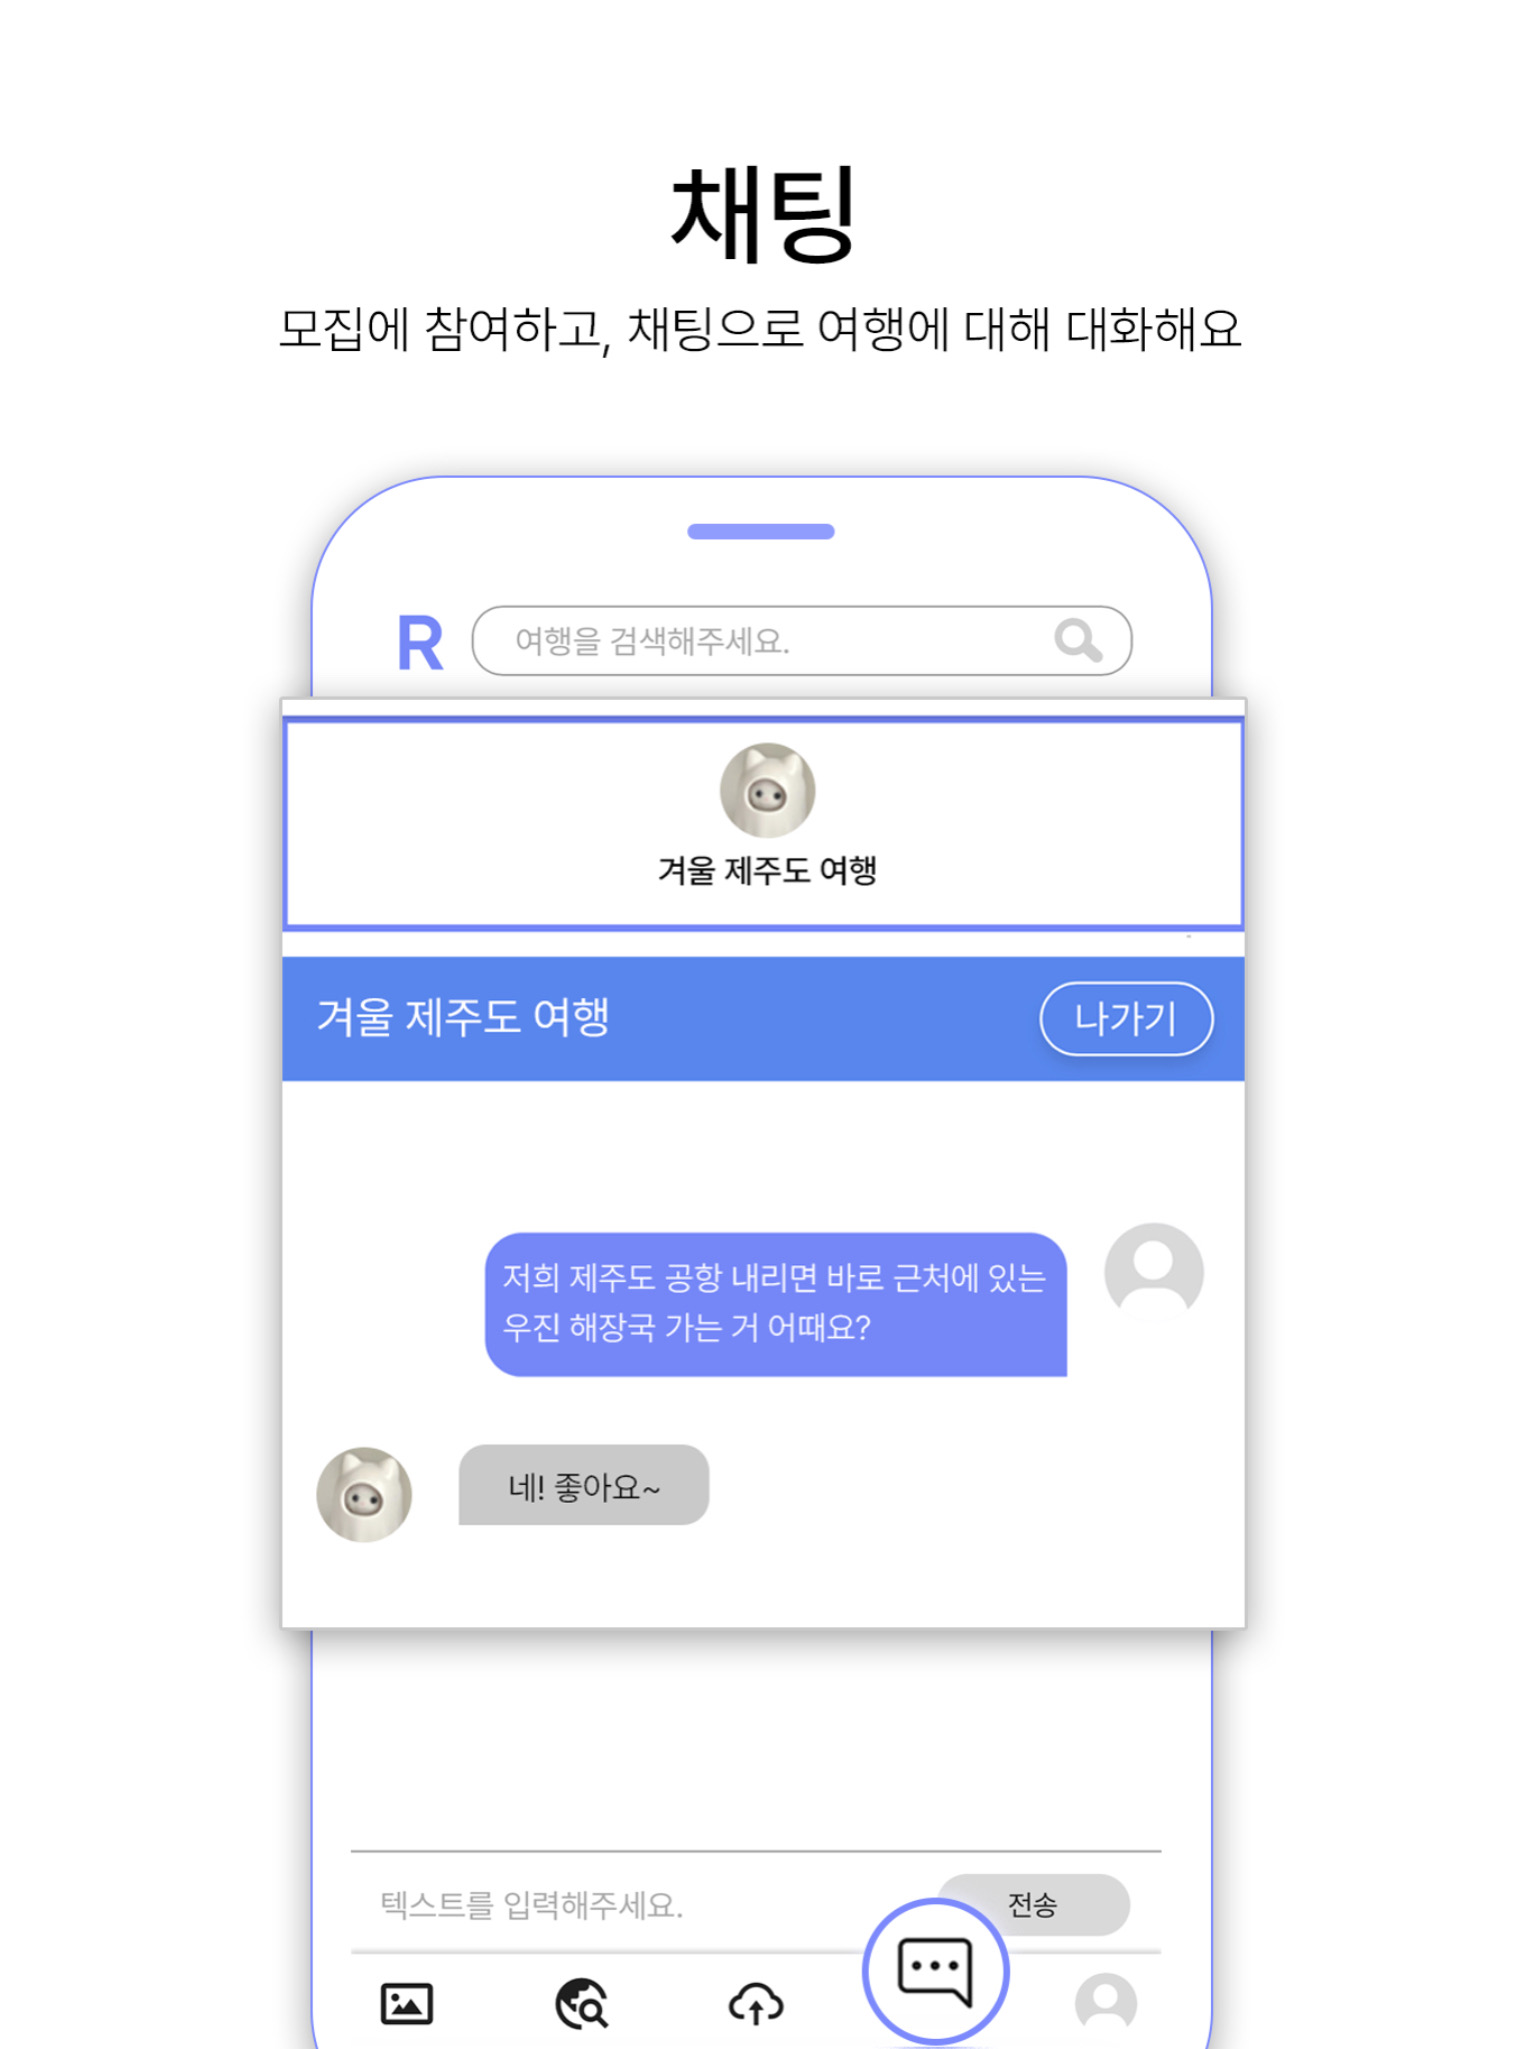 채팅
모집에 참여하고, 채팅으로 여행에 대해 대화해요
R
여행을 검색해주세요.
겨울 제주도 여행
겨울 제주도 여행
나가기
저희 제주도 공항 내리면 바로 근처에 있는
우진 해장국 가는 거 어때요?
네! 좋아요~
텍스트를 입력해주세요.
전송